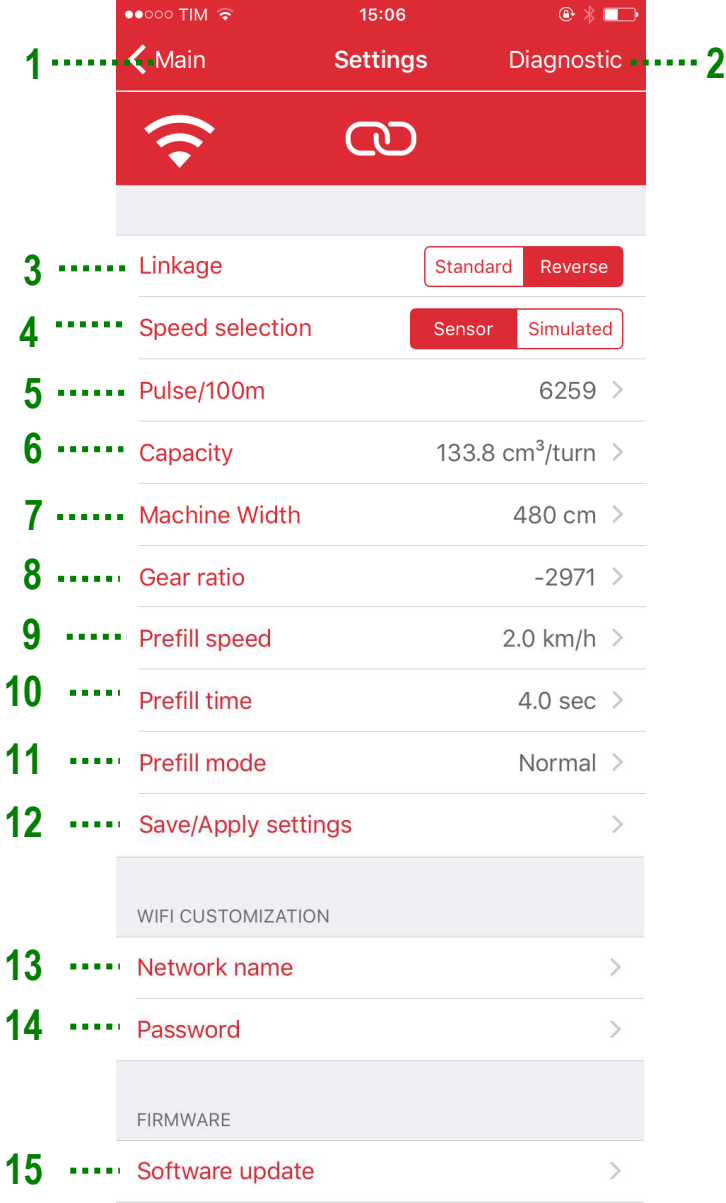 TIM 15:06
1 Main Settings Diagnostic 2
3 Linkage Standard Reverse
4 Speed selection Sensor Simulated
5 Pulse/100m 6259
6 Capacity 133.8 cm³/turn
7 Machine Width 480 cm
8 Gear ratio -2971
9 Prefill speed 2.0 km/h
10 Prefill time 4.0 sec
11 Prefill mode Normal
12 Save/Apply settings
WIFI CUSTOMIZATION
13 Network name
14 Password
FIRMWARE
15 Software update